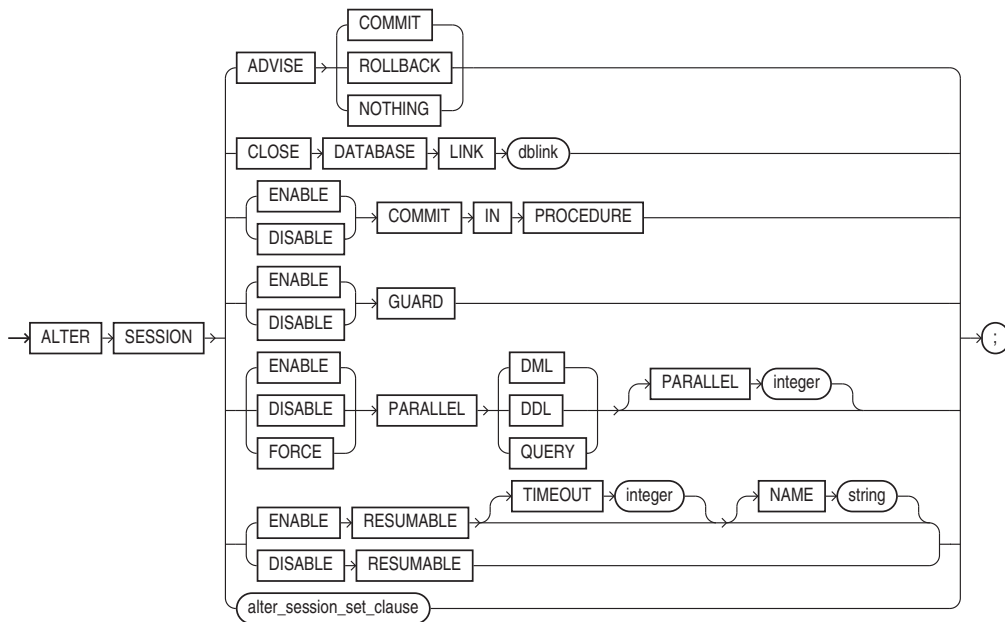 COMMIT
ADVISE ROLLBACK
NOTHING
CLOSE DATABASE LINK dblink
ENABLE
COMMIT IN PROCEDURE
DISABLE
ENABLE
GUARD
DISABLE
ALTER SESSION ;
ENABLE DML PARALLEL integer
DISABLE PARALLEL DDL
FORCE QUERY
TIMEOUT integer NAME string
ENABLE RESUMABLE
DISABLE RESUMABLE
alter_session_set_clause